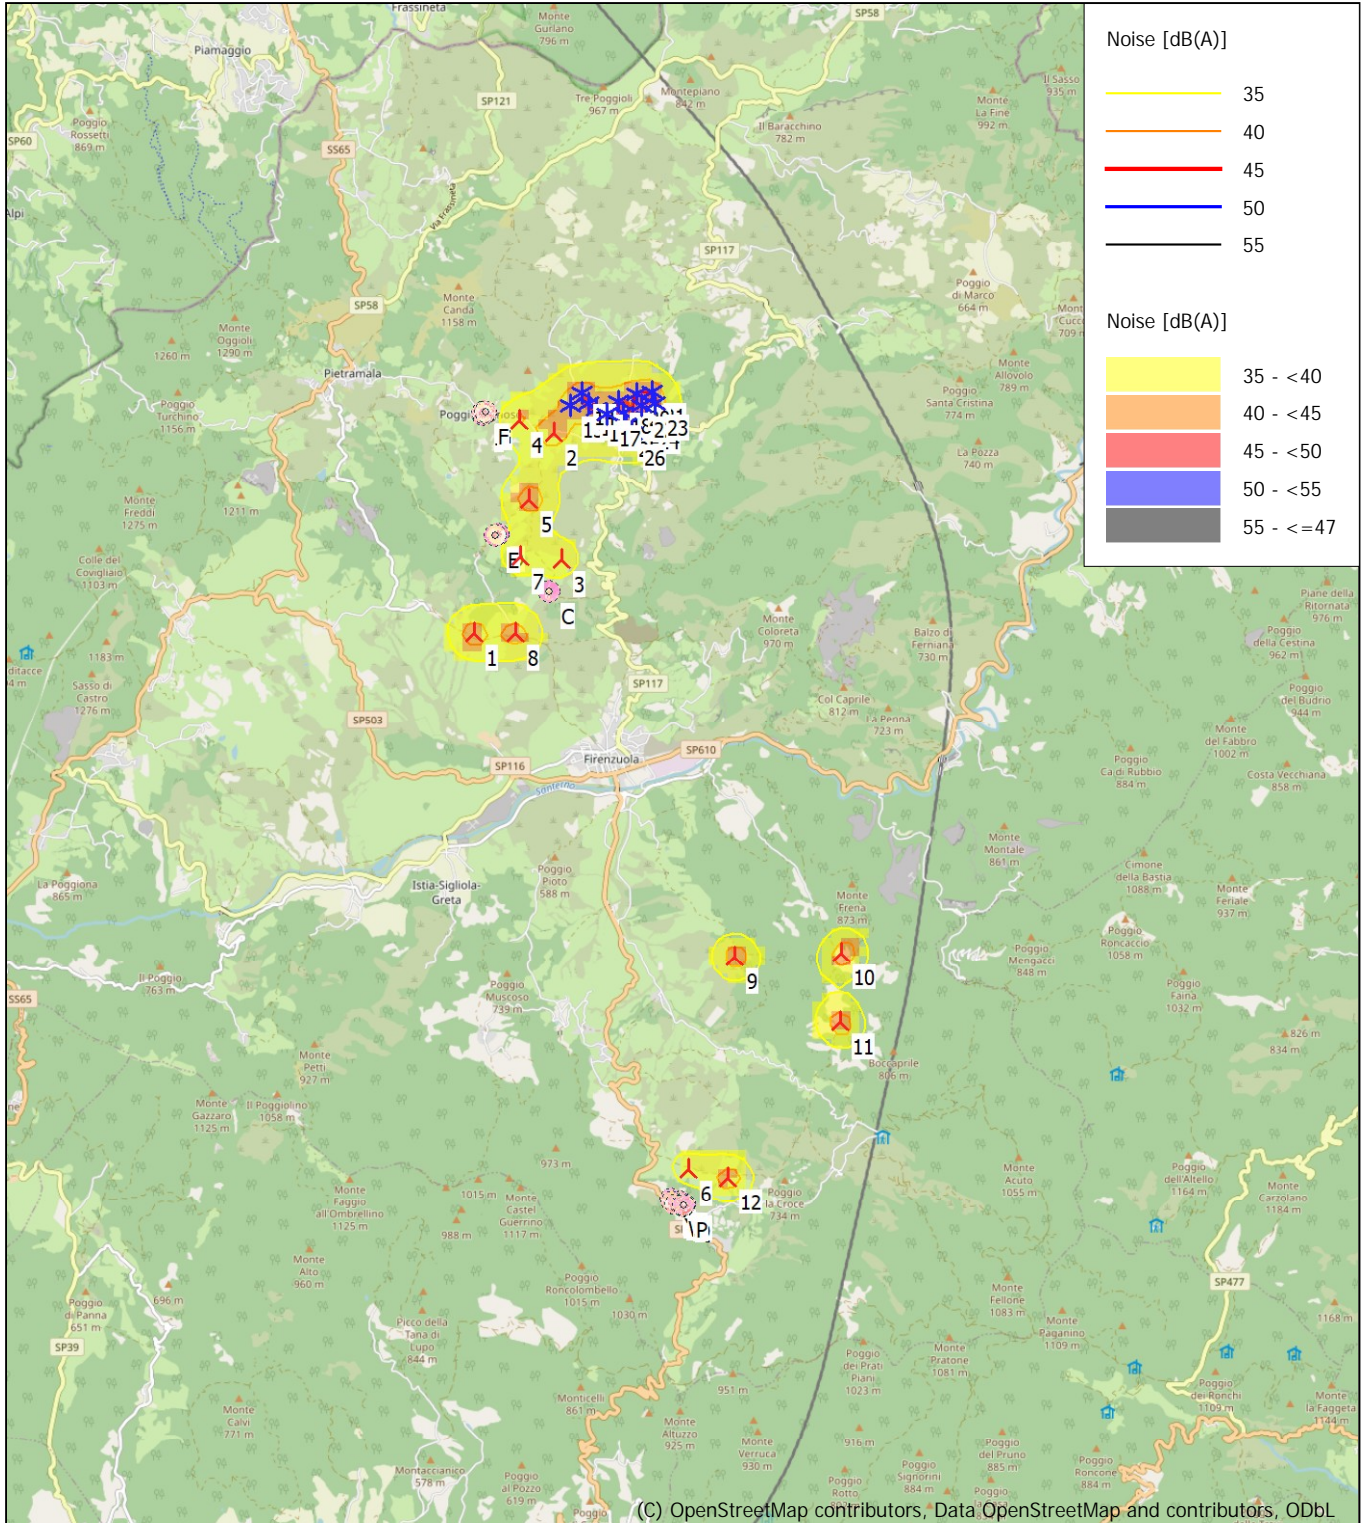 Frassineta
Monte
Gurlano
796 m
SP58
Piamaggio
Noise [dB(A)]
35
40
45
50
55
Noise [dB(A)]
35 - <40
40 - <45
45 - <50
50 - <55
55 - <=47
SP121
Tre Poggioli
967 m
Montepiano
842 m
Il Sasso
935 m
Monte
La Fine
992 m
Poggio
Rossetti
869 m
SP60
SS65
Il Baracchino
782 m
Via Frassineta
Alpi
SP117
Poggio
di Marco
664 m
Monte
Canda
1158 m
SP58
Monte
Oggioli
1290 m
1260 m
Pietramala
Monte
Allovolo
789 m
Poggio
Santa Cristina
774 m
Poggio
Turchino
1156 m
F
4
2
17
23
26
La Pozza
740 m
Monte
Freddi
1275 m
1211 m
5
Colle del
Covigliaio
1103 m
E
7
3
C
Piane della
Ritornata
976 m
Monte
Coloreta
970 m
Balzo di
Ferniana
730 m
Poggio
della Cestina
962 m
1
8
1183 m
Sasso di
Castro
1276 m
SP117
Col Caprile
812 m
La Penna
723 m
Poggio
del Budrio
944 m
SP503
Monte
del Fabbro
1002 m
Firenzuola
SP610
SP116
Santerno
Poggio
Ca di Rubbio
884 m
Costa Vecchiana
858 m
Monte
Montale
861 m
Cimone
della Bastia
1088 m
La Poggiona
865 m
Istia-Sigliola-
Greta
Poggio
Pioto
588 m
Monte
Frena
873 m
Monte
Feriale
937 m
Poggio
Roncaccio
1058 m
Poggio
Mengacci
848 m
Il Poggio
763 m
9
10
Poggio
Muscoso
739 m
Poggio
Faina
1032 m
SS65
11
826 m
834 m
Monte
Petti
927 m
Boccaprile
806 m
Monte
Gazzaro
1125 m
Il Poggiolino
1058 m
973 m
Monte
Faggio
all'Ombrellino
1125 m
1015 m
Monte
Castel
Guerrino
1117 m
988 m
6
12
Poggio
la Croce
734 m
P
Monte
Acuto
1055 m
Poggio
dell'Altello
1164 m
Monte
Carzolano
1184 m
Monte
Alto
960 m
Poggio
Roncolombello
1015 m
SP477
696 m
Poggio
di Panna
651 m
1030 m
Monte
Fellone
1083 m
Monte
Paganino
1109 m
1168 m
SP39
Picco della
Tana di
Lupo
844 m
Poggio
dei Prati
Piani
1023 m
Monte
Pratone
1081 m
951 m
Poggio
dei Ronchi
1109 m
Monte
la Faggeta
1144 m
Monte
Calvi
771 m
Monticelli
861 m
Monte
Altuzzo
925 m
Monte
Verruca
930 m
916 m
Poggio
del Pruno
885 m
Poggio
Signorini
884 m
Poggio
Roncone
884 m
Montaccianico
578 m
Poggio
al Pozzo
619 m
Poggio
Poggio
Rotto
Poggio
(C) OpenStreetMap contributors, Data OpenStreetMap and contributors, ODbL